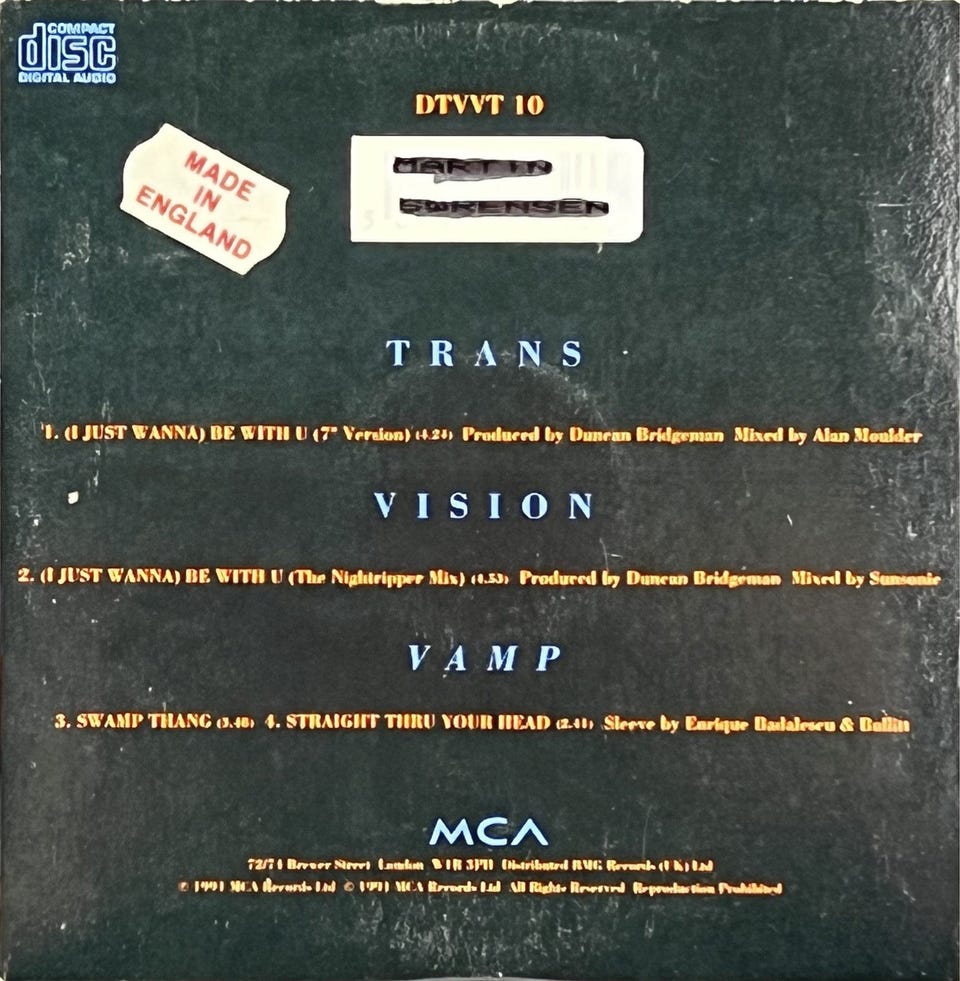 COMPACT
disc
DIGITAL AUDIO
DTVVT 10
MADE
IN
ENGLAND
MARTIN
SØRENSEN
TRANS
1. (I JUST WANNA) BE WITH U (7" Version) (4.24) Produced by Duncan Bridgeman Mixed by Alan Moulder
VISION
2. (I JUST WANNA) BE WITH U (The Nightripper Mix) (4.53) Produced by Duncan Bridgeman Mixed by Sunsonic
VAMP
3. SWAMP THANG (3.46) 4. STRAIGHT THRU YOUR HEAD (2.41) Sleeve by Enrique Badalescu & Bullitt
MCA
72/74 Brewer Street London W1R 3PH Distributed BMG Records (UK) Ltd
℗ 1991 MCA Records Ltd © 1991 MCA Records Ltd All Rights Reserved Reproduction Prohibited